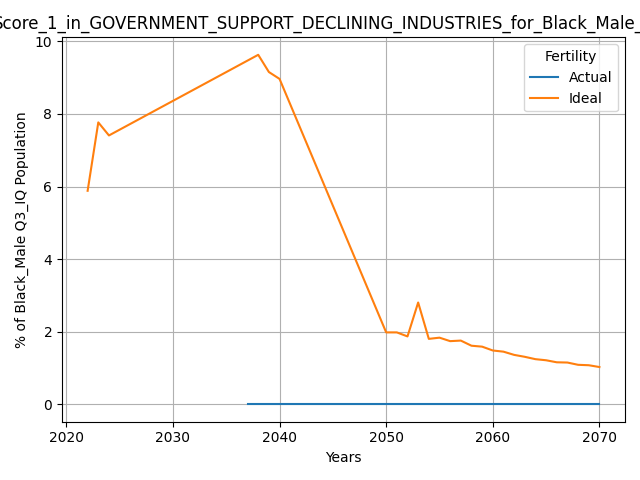 Score_1_in_GOVERNMENT_SUPPORT_DECLINING_INDUSTRIES_for_Black_Male_
10
8
6
4
2
0
% of Black_Male Q3_IQ Population
Fertility
Actual
Ideal
2020 2030 2040 2050 2060 2070
Years